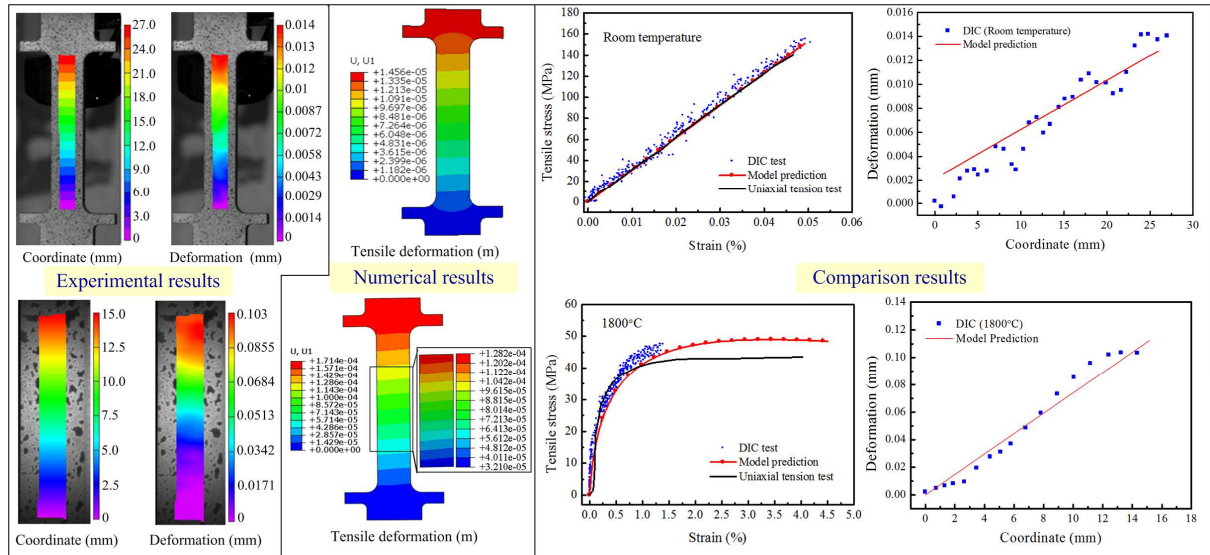 27.0
24.0
21.0
18.0
15.0
12.0
9.0
6.0
3.0
0
Coordinate (mm)
0.014
0.013
0.0116
0.010
0.0087
0.0073
0.0058
0.0043
0.0029
0.0014
0
Deformation (mm)
Experimental results
15.0
12.5
10.0
7.5
5.0
2.5
0
Coordinate (mm)
0.103
0.0855
0.0684
0.0513
0.0342
0.0171
0
Deformation (mm)
U, U1
+1.456e-05
+1.335e-05
+1.213e-05
+1.091e-05
+9.697e-06
+8.481e-06
+7.264e-06
+6.048e-06
+4.831e-06
+3.615e-06
+2.399e-06
+1.182e-06
+0.000e+00
Tensile deformation (m)
Numerical results
U, U1
+1.714e-04
+1.571e-04
+1.429e-04
+1.286e-04
+1.143e-04
+1.000e-04
+8.572e-05
+7.143e-05
+5.714e-05
+4.286e-05
+2.857e-05
+1.429e-05
+0.000e+00
+1.282e-04
+1.202e-04
+1.122e-04
+1.042e-04
+9.615e-05
+8.815e-05
+8.014e-05
+7.213e-05
+6.413e-05
+5.612e-05
+4.812e-05
+4.011e-05
+3.210e-05
Tensile deformation (m)
Tensile stress (MPa)
160
140
120
100
80
60
40
20
0
Room temperature
DIC test
Model prediction
Uniaxial tension test
0.00
0.01
0.02
0.03
0.04
0.05
0.06
Strain (%)
Deformation (mm)
0.016
0.014
0.012
0.010
0.008
0.006
0.004
0.002
0.000
DIC (Room temperature)
Model prediction
0
5
10
15
20
25
30
Coordinate (mm)
Comparison results
Tensile stress (MPa)
60
50
40
30
20
10
0
1800°C
DIC test
Model prediction
Uniaxial tension test
0.0
0.5
1.0
1.5
2.0
2.5
3.0
3.5
4.0
4.5
5.0
Strain (%)
Deformation (mm)
0.14
0.12
0.10
0.08
0.06
0.04
0.02
0.00
DIC (1800°C)
Model Prediction
0
2
4
6
8
10
12
14
16
18
Coordinate (mm)